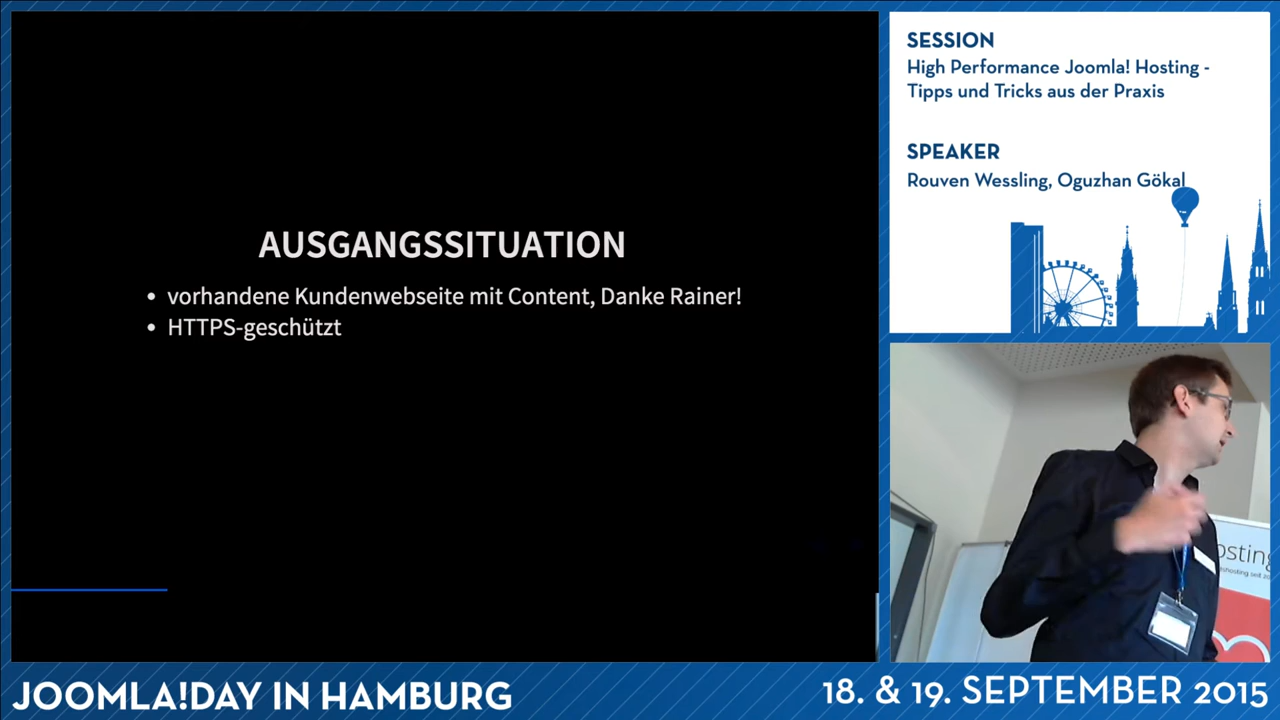 AUSGANGSSITUATION
• vorhandene Kundenwebseite mit Content, Danke Rainer!
• HTTPS-geschützt
SESSION
High Performance Joomla! Hosting -
Tipps und Tricks aus der Praxis
SPEAKER
Rouven Wessling, Oguzhan Gökal
JOOMLA!DAY IN HAMBURG
18. & 19. SEPTEMBER 2015